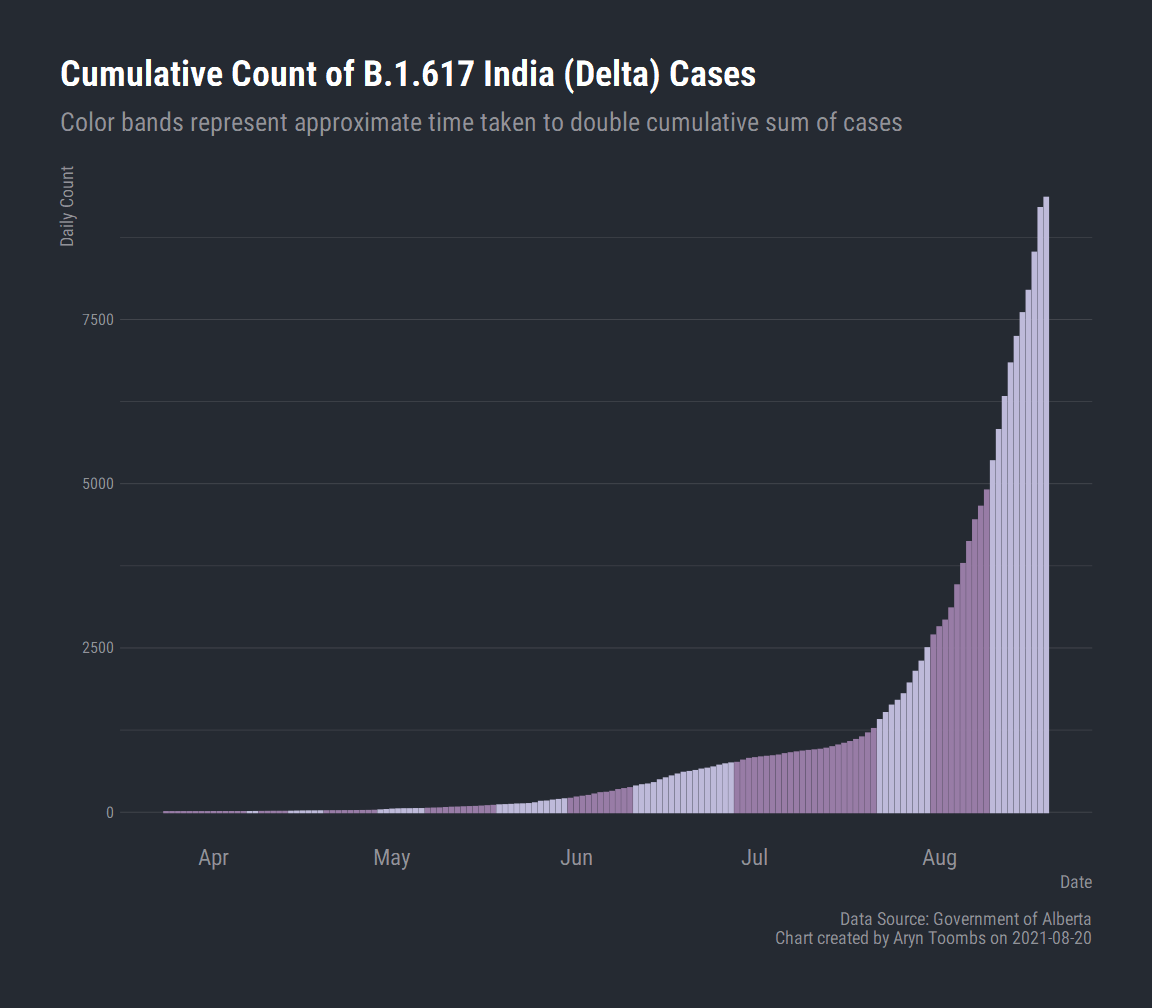 Cumulative Count of B.1.617 India (Delta) Cases
Color bands represent approximate time taken to double cumulative sum of cases
Daily Count
7500
5000
2500
0
Apr May Jun Jul Aug
Date
Data Source: Government of Alberta
Chart created by Aryn Toombs on 2021-08-20